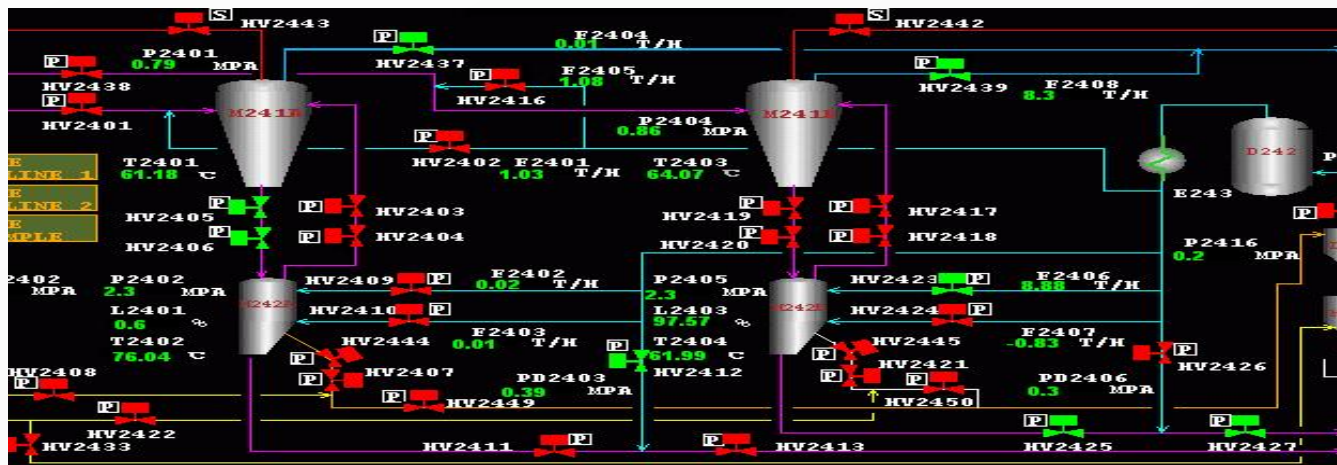 S HV2443
S HV2442
P F2404
0.01 T/H
HV2437
P2401
0.79 MPA
P
HV2438
F2405
1.08 T/H
P
HV2416
P
HV2439
F2408
8.3 T/H
P
HV2401
P2404
0.86 MPA
P
HV2402
F2401
1.03 T/H
T2401
61.18 ℃
T2403
64.07 ℃
D242
E243
E
LINE 1
E
LINE 2
E
MPLE
P
HV2405
P
HV2406
P HV2403
P HV2404
P
HV2419
P
HV2420
P HV2417
P HV2418
P
P2416
0.2 MPA
2402
MPA
P2402
2.3 MPA
HV2409 P
F2402
0.02 T/H
P2405
2.3 MPA
HV2423 P
F2406
8.88 T/H
L2401
0.6 %
HV2410 P
F2403
0.01 T/H
L2403
97.57 %
HV2424 P
F2407
-0.83 T/H
T2402
76.04 ℃
HV2444
P
P HV2407
T2404
61.99 ℃
P
HV2412
HV2445
P
P HV2421
P
HV2426
HV2408
P
PD2403
0.39 MPA
P
HV2449
P
HV2450
PD2406
0.3 MPA
P
HV2422
P
HV2433
HV2411 P
P HV2413
P
HV2425
P
HV2427